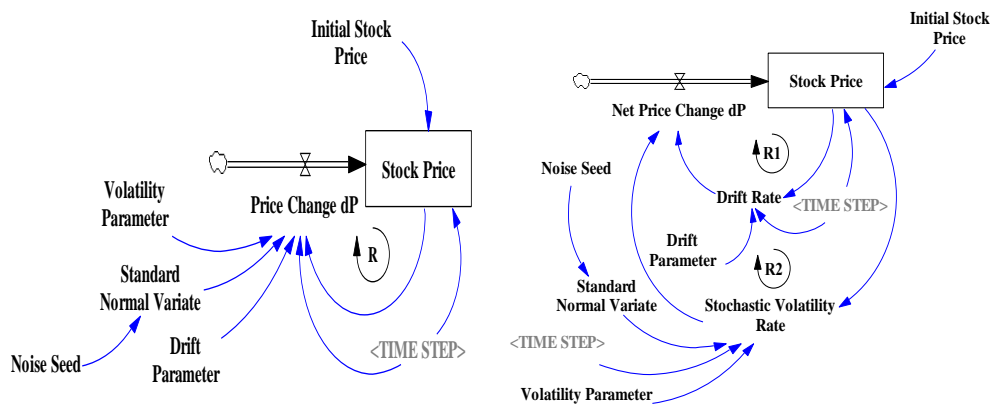 Initial Stock
Price
Stock Price
Price Change dP
R
Volatility
Parameter
Standard
Normal Variate
Noise Seed
Drift
Parameter
<TIME STEP>
Initial Stock
Price
Stock Price
Net Price Change dP
R1
Noise Seed
Drift Rate
<TIME STEP>
Drift
Parameter
R2
Standard
Normal Variate
Stochastic Volatility
Rate
<TIME STEP>
Volatility Parameter